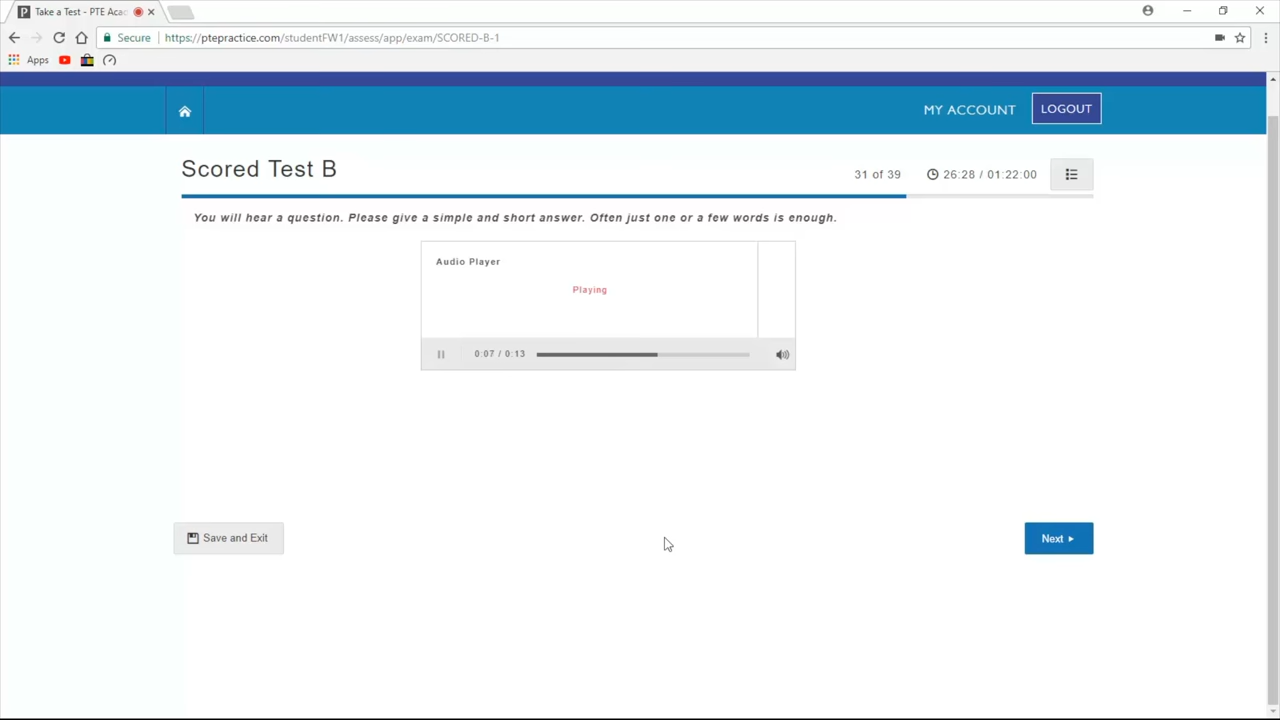 Take a Test - PTE Aca
Secure https://ptepractice.com/studentFW1/assess/app/exam/SCORED-B-1
Apps
MY ACCOUNT LOGOUT
Scored Test B
31 of 39 26:28 / 01:22:00
You will hear a question. Please give a simple and short answer. Often just one or a few words is enough.
Audio Player
Playing
0:07 / 0:13
Save and Exit
Next